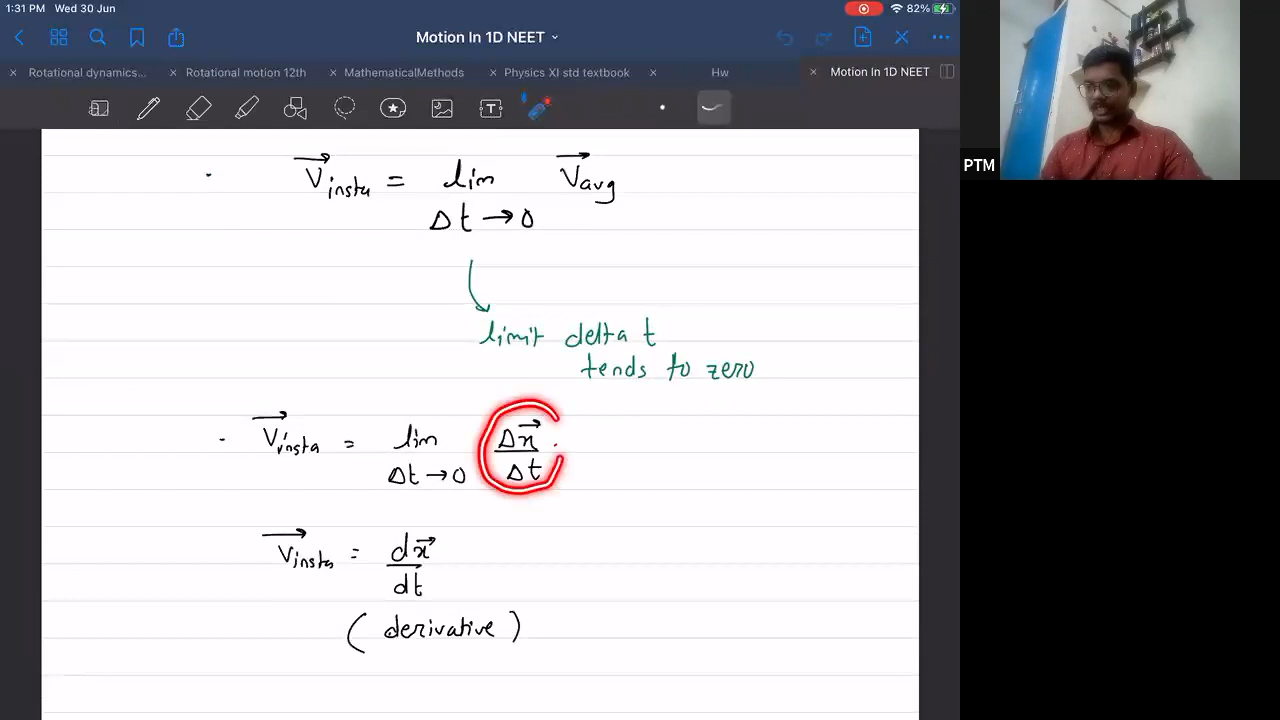 1:31 PM Wed 30 Jun
82%
Motion In 1D NEET
Rotational dynamics...
Rotational motion 12th
MathematicalMethods
Physics XI std textbook
Hw
Motion In 1D NEET
T
V⃗insta = lim V⃗avg
Δt → 0
limit delta t
tends to zero
V⃗insta = lim Δx⃗
Δt → 0 Δt
V⃗insta = dx⃗
dt
( derivative )
PTM